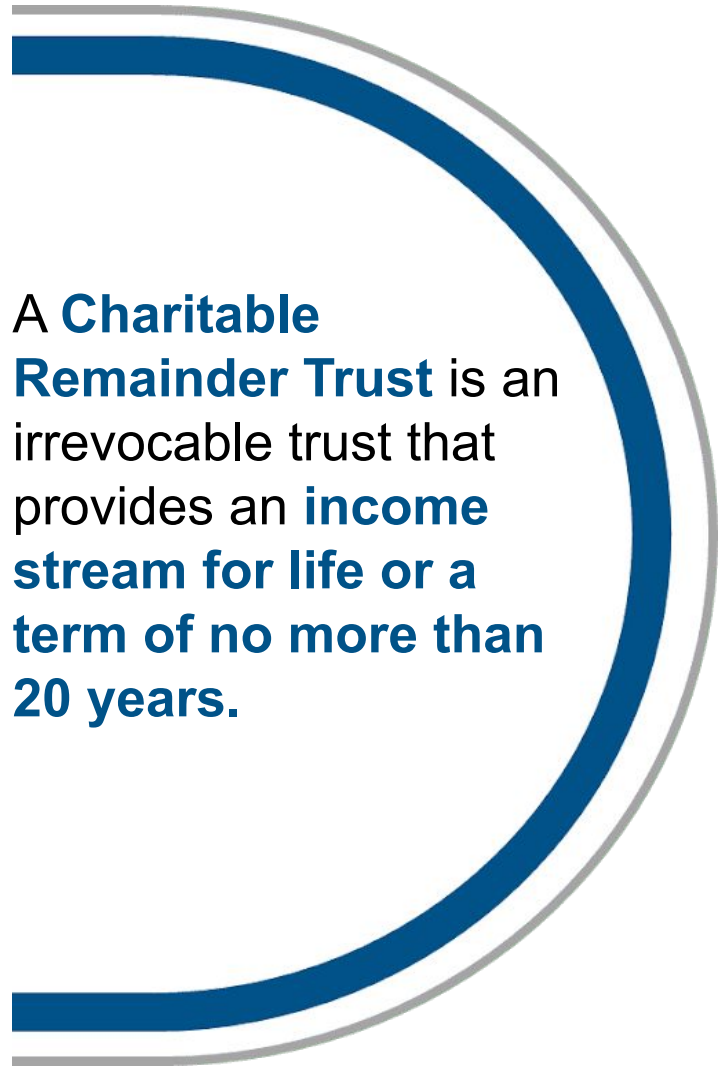 A Charitable
Remainder Trust is an
irrevocable trust that
provides an income
stream for life or a
term of no more than
20 years.